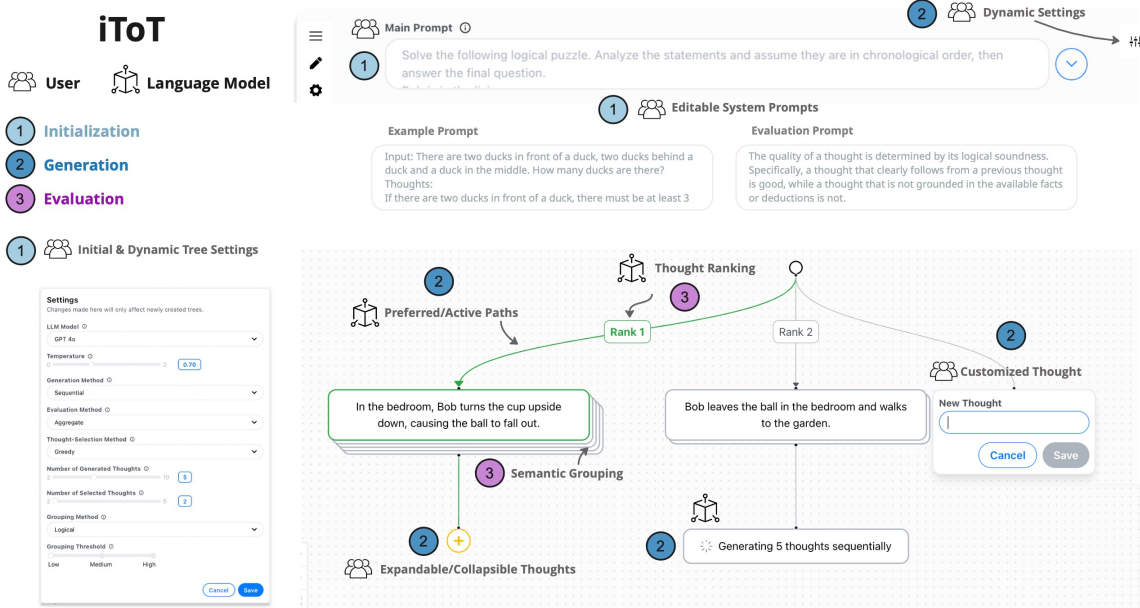 iToT
User
Language Model
1 Initialization
2 Generation
3 Evaluation
1 Initial & Dynamic Tree Settings
Settings
Changes made here will only affect newly created trees.
LLM Model
GPT 4o
Temperature
0 2 0.70
Generation Method
Sequential
Evaluation Method
Aggregate
Thought-Selection Method
Greedy
Number of Generated Thoughts
2 10 5
Number of Selected Thoughts
2 5 2
Grouping Method
Logical
Grouping Threshold
Low Medium High
Cancel Save
2 Dynamic Settings
Main Prompt
1
Solve the following logical puzzle. Analyze the statements and assume they are in chronological order, then
answer the final question.
1 Editable System Prompts
Example Prompt
Input: There are two ducks in front of a duck, two ducks behind a
duck and a duck in the middle. How many ducks are there?
Thoughts:
If there are two ducks in front of a duck, there must be at least 3
Evaluation Prompt
The quality of a thought is determined by its logical soundness.
Specifically, a thought that clearly follows from a previous thought
is good, while a thought that is not grounded in the available facts
or deductions is not.
Thought Ranking
3
2
Preferred/Active Paths
Rank 1
Rank 2
2
Customized Thought
In the bedroom, Bob turns the cup upside
down, causing the ball to fall out.
Bob leaves the ball in the bedroom and walks
to the garden.
New Thought
Cancel Save
3 Semantic Grouping
2 +
Expandable/Collapsible Thoughts
2 Generating 5 thoughts sequentially